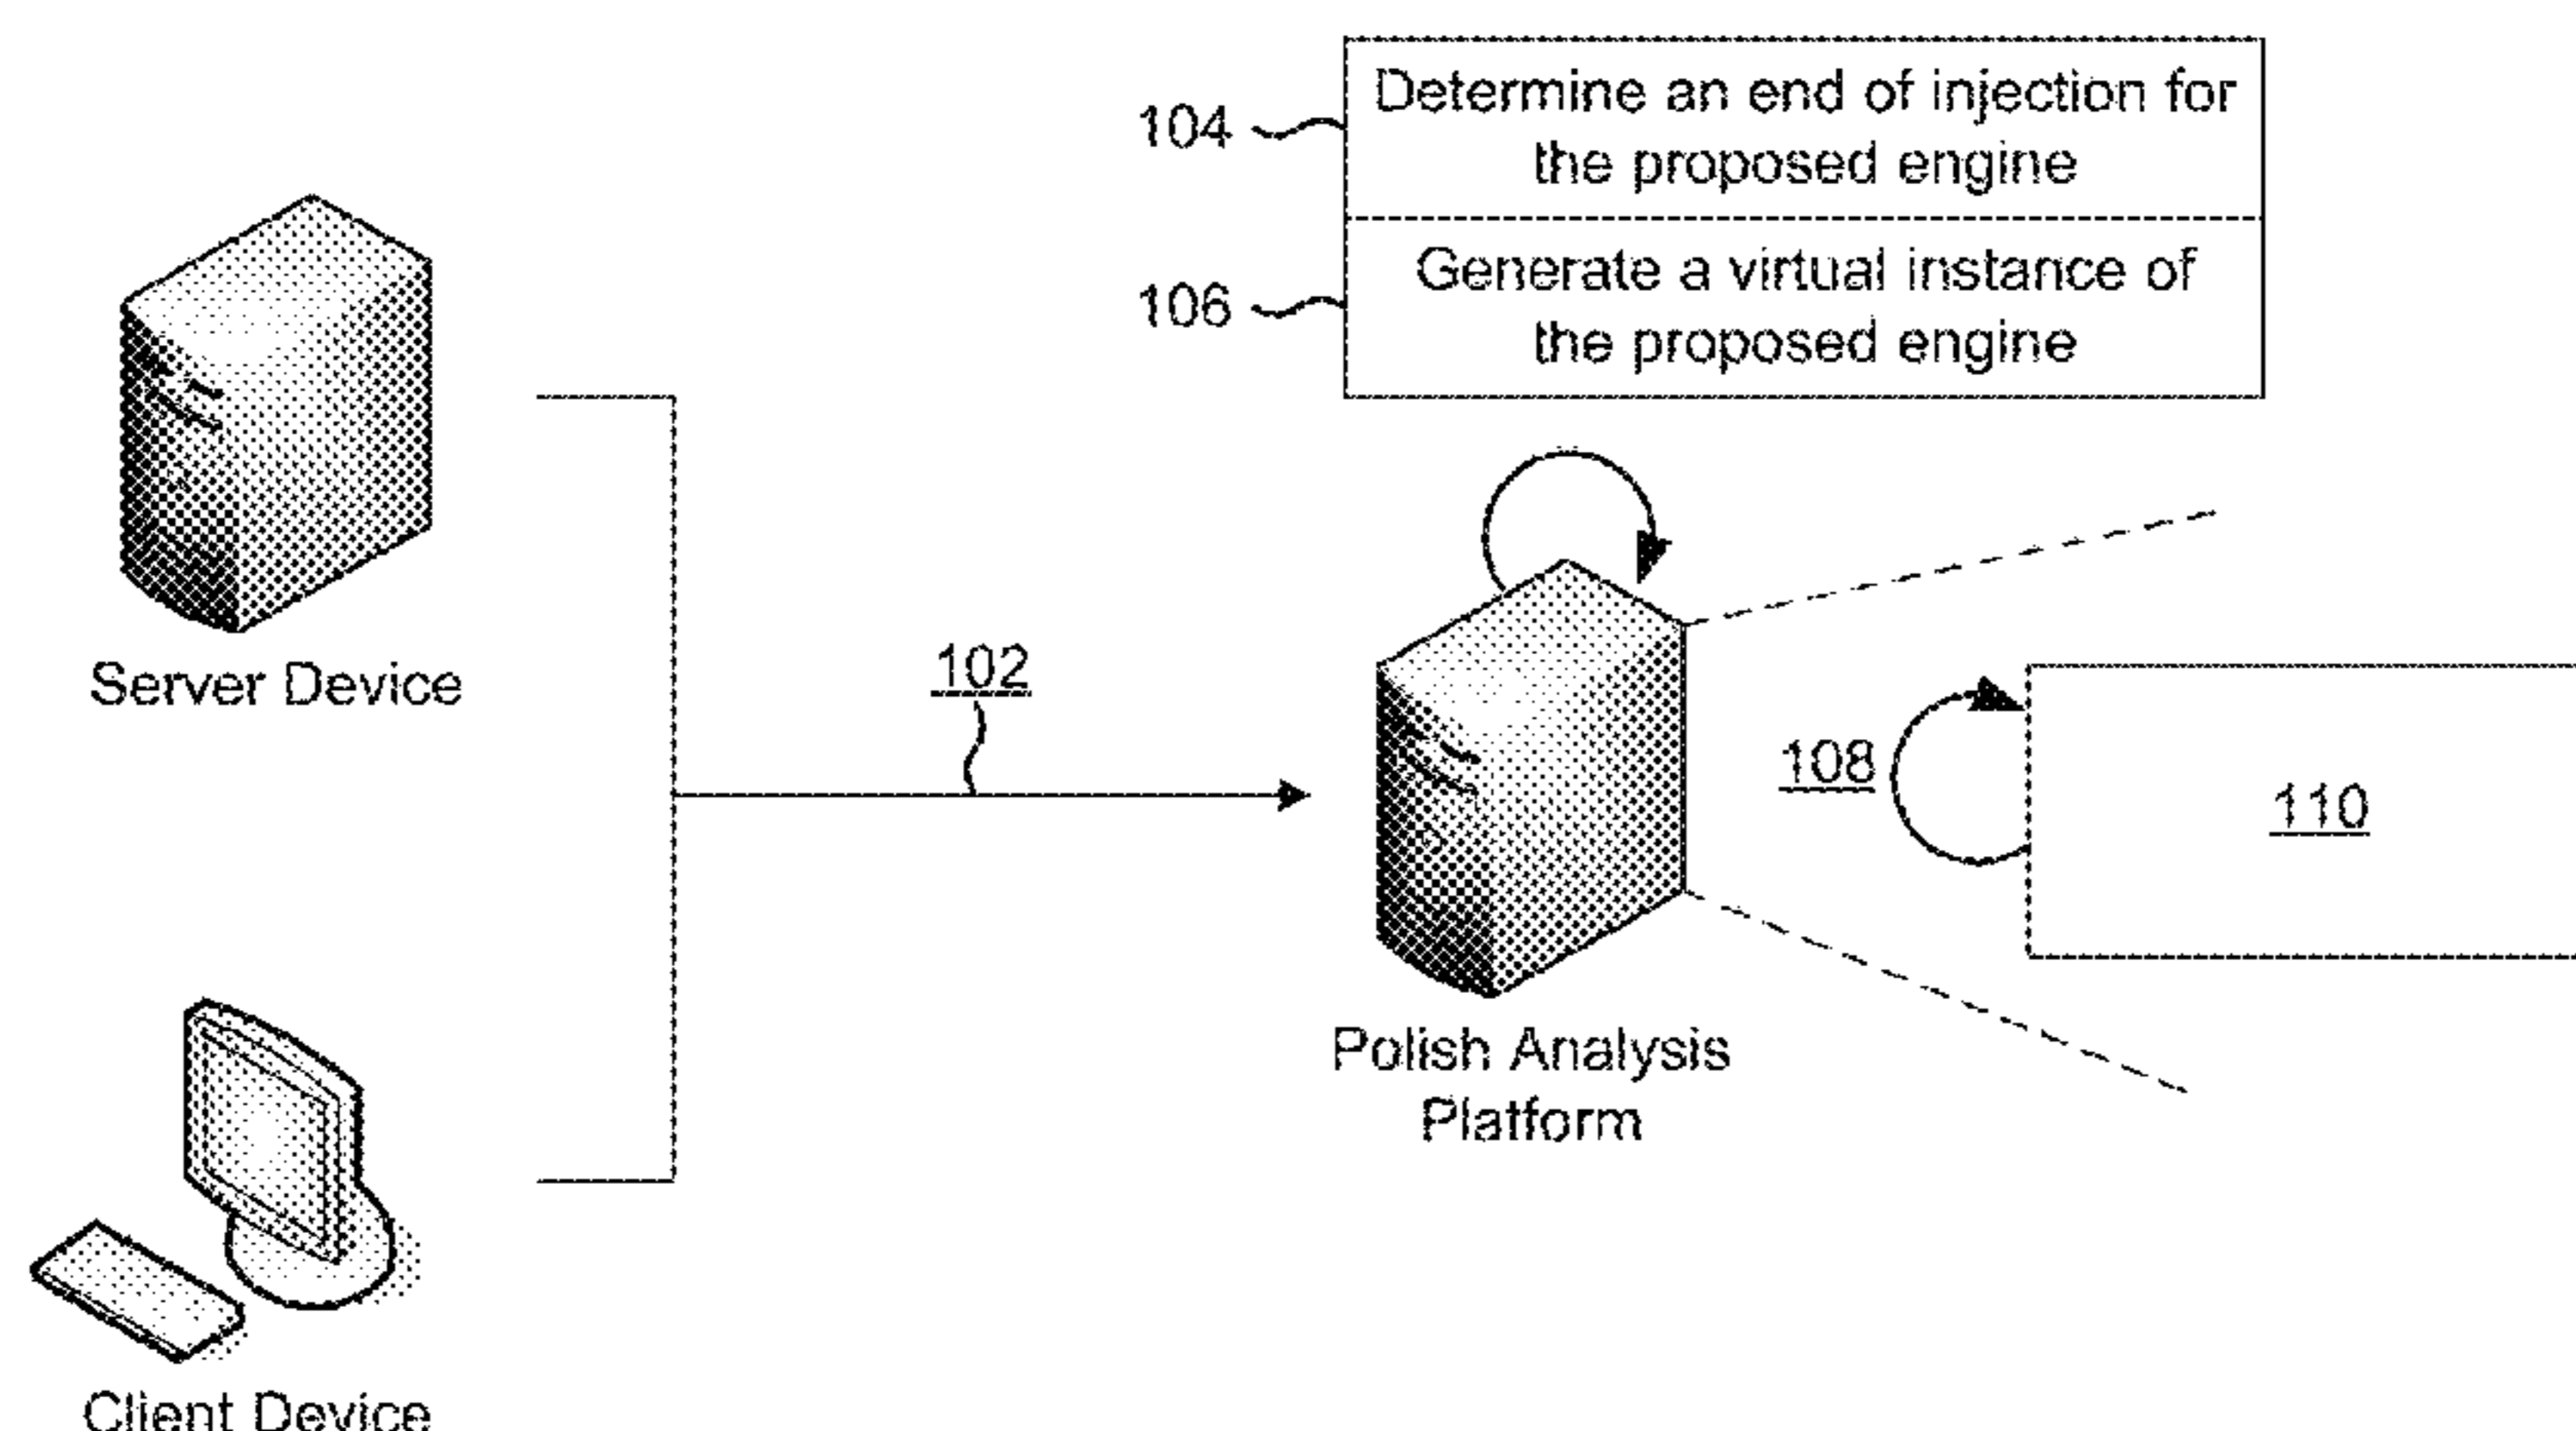 104
Determine an end of injection for
the proposed engine
106
Generate a virtual instance of
the proposed engine
Server Device
102
108
110
Polish Analysis
Platform
Client Device